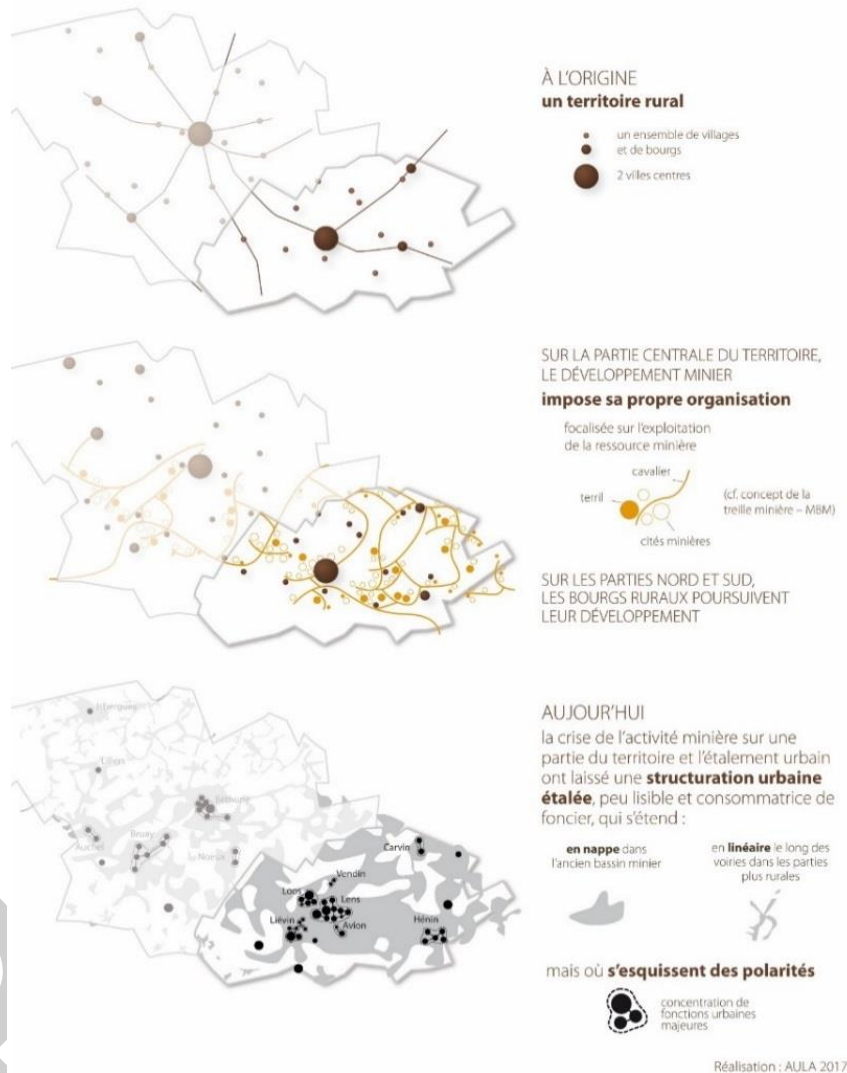 À L'ORIGINE
un territoire rural
un ensemble de villages
et de bourgs
2 villes centres
SUR LA PARTIE CENTRALE DU TERRITOIRE,
LE DÉVELOPPEMENT MINIER
impose sa propre organisation
focalisée sur l'exploitation
de la ressource minière
cavalier
terril
(cf. concept de la
treille minière – MBM)
cités minières
SUR LES PARTIES NORD ET SUD,
LES BOURGS RURAUX POURSUIVENT
LEUR DÉVELOPPEMENT
AUJOURD'HUI
la crise de l'activité minière sur une
partie du territoire et l'étalement urbain
ont laissé une structuration urbaine
étalée, peu lisible et consommatrice de
foncier, qui s'étend :
en nappe dans
l'ancien bassin minier
en linéaire le long des
voiries dans les parties
plus rurales
mais où s'esquissent des polarités
concentration de
fonctions urbaines
majeures
Isbergues
Lillers
Béthune
Auchel
Bruay
Noeux
Carvin
Vendin
Loos
Lens
Liévin
Avion
Hénin
Réalisation : AULA 2017